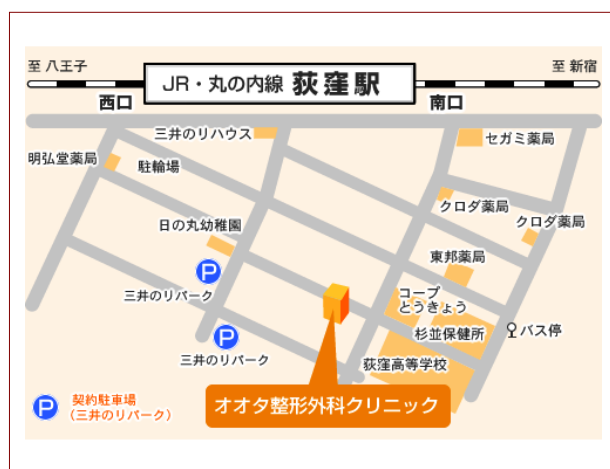 至 八王子
至 新宿
JR・丸の内線 荻窪駅
西口
南口
三井のリハウス
セガミ薬局
明弘堂薬局
駐輪場
クロダ薬局
クロダ薬局
日の丸幼稚園
東邦薬局
P
三井のリパーク
コープ
とうきょう
杉並保健所
バス停
P
三井のリパーク
荻窪高等学校
オオタ整形外科クリニック
P
契約駐車場
（三井のリパーク）